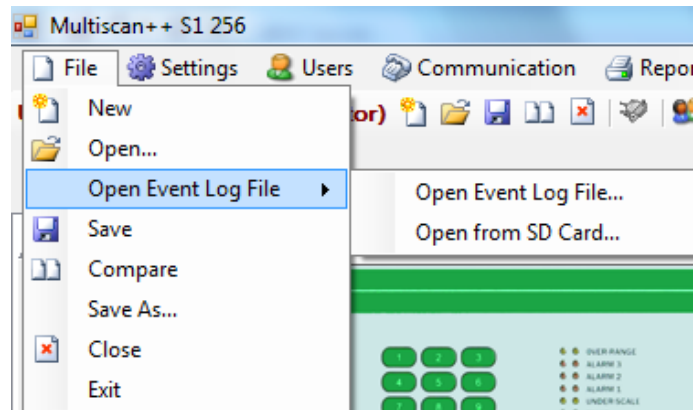 Multiscan++ S1 256
File Settings Users Communication Repor
New or)
Open...
Open Event Log File Open Event Log File...
Save Open from SD Card...
Compare
Save As...
Close
Exit
1 2 3
4 5 6
7 8 9
OVER-RANGE
ALARM 3
ALARM 2
ALARM 1
UNDER-SCALE